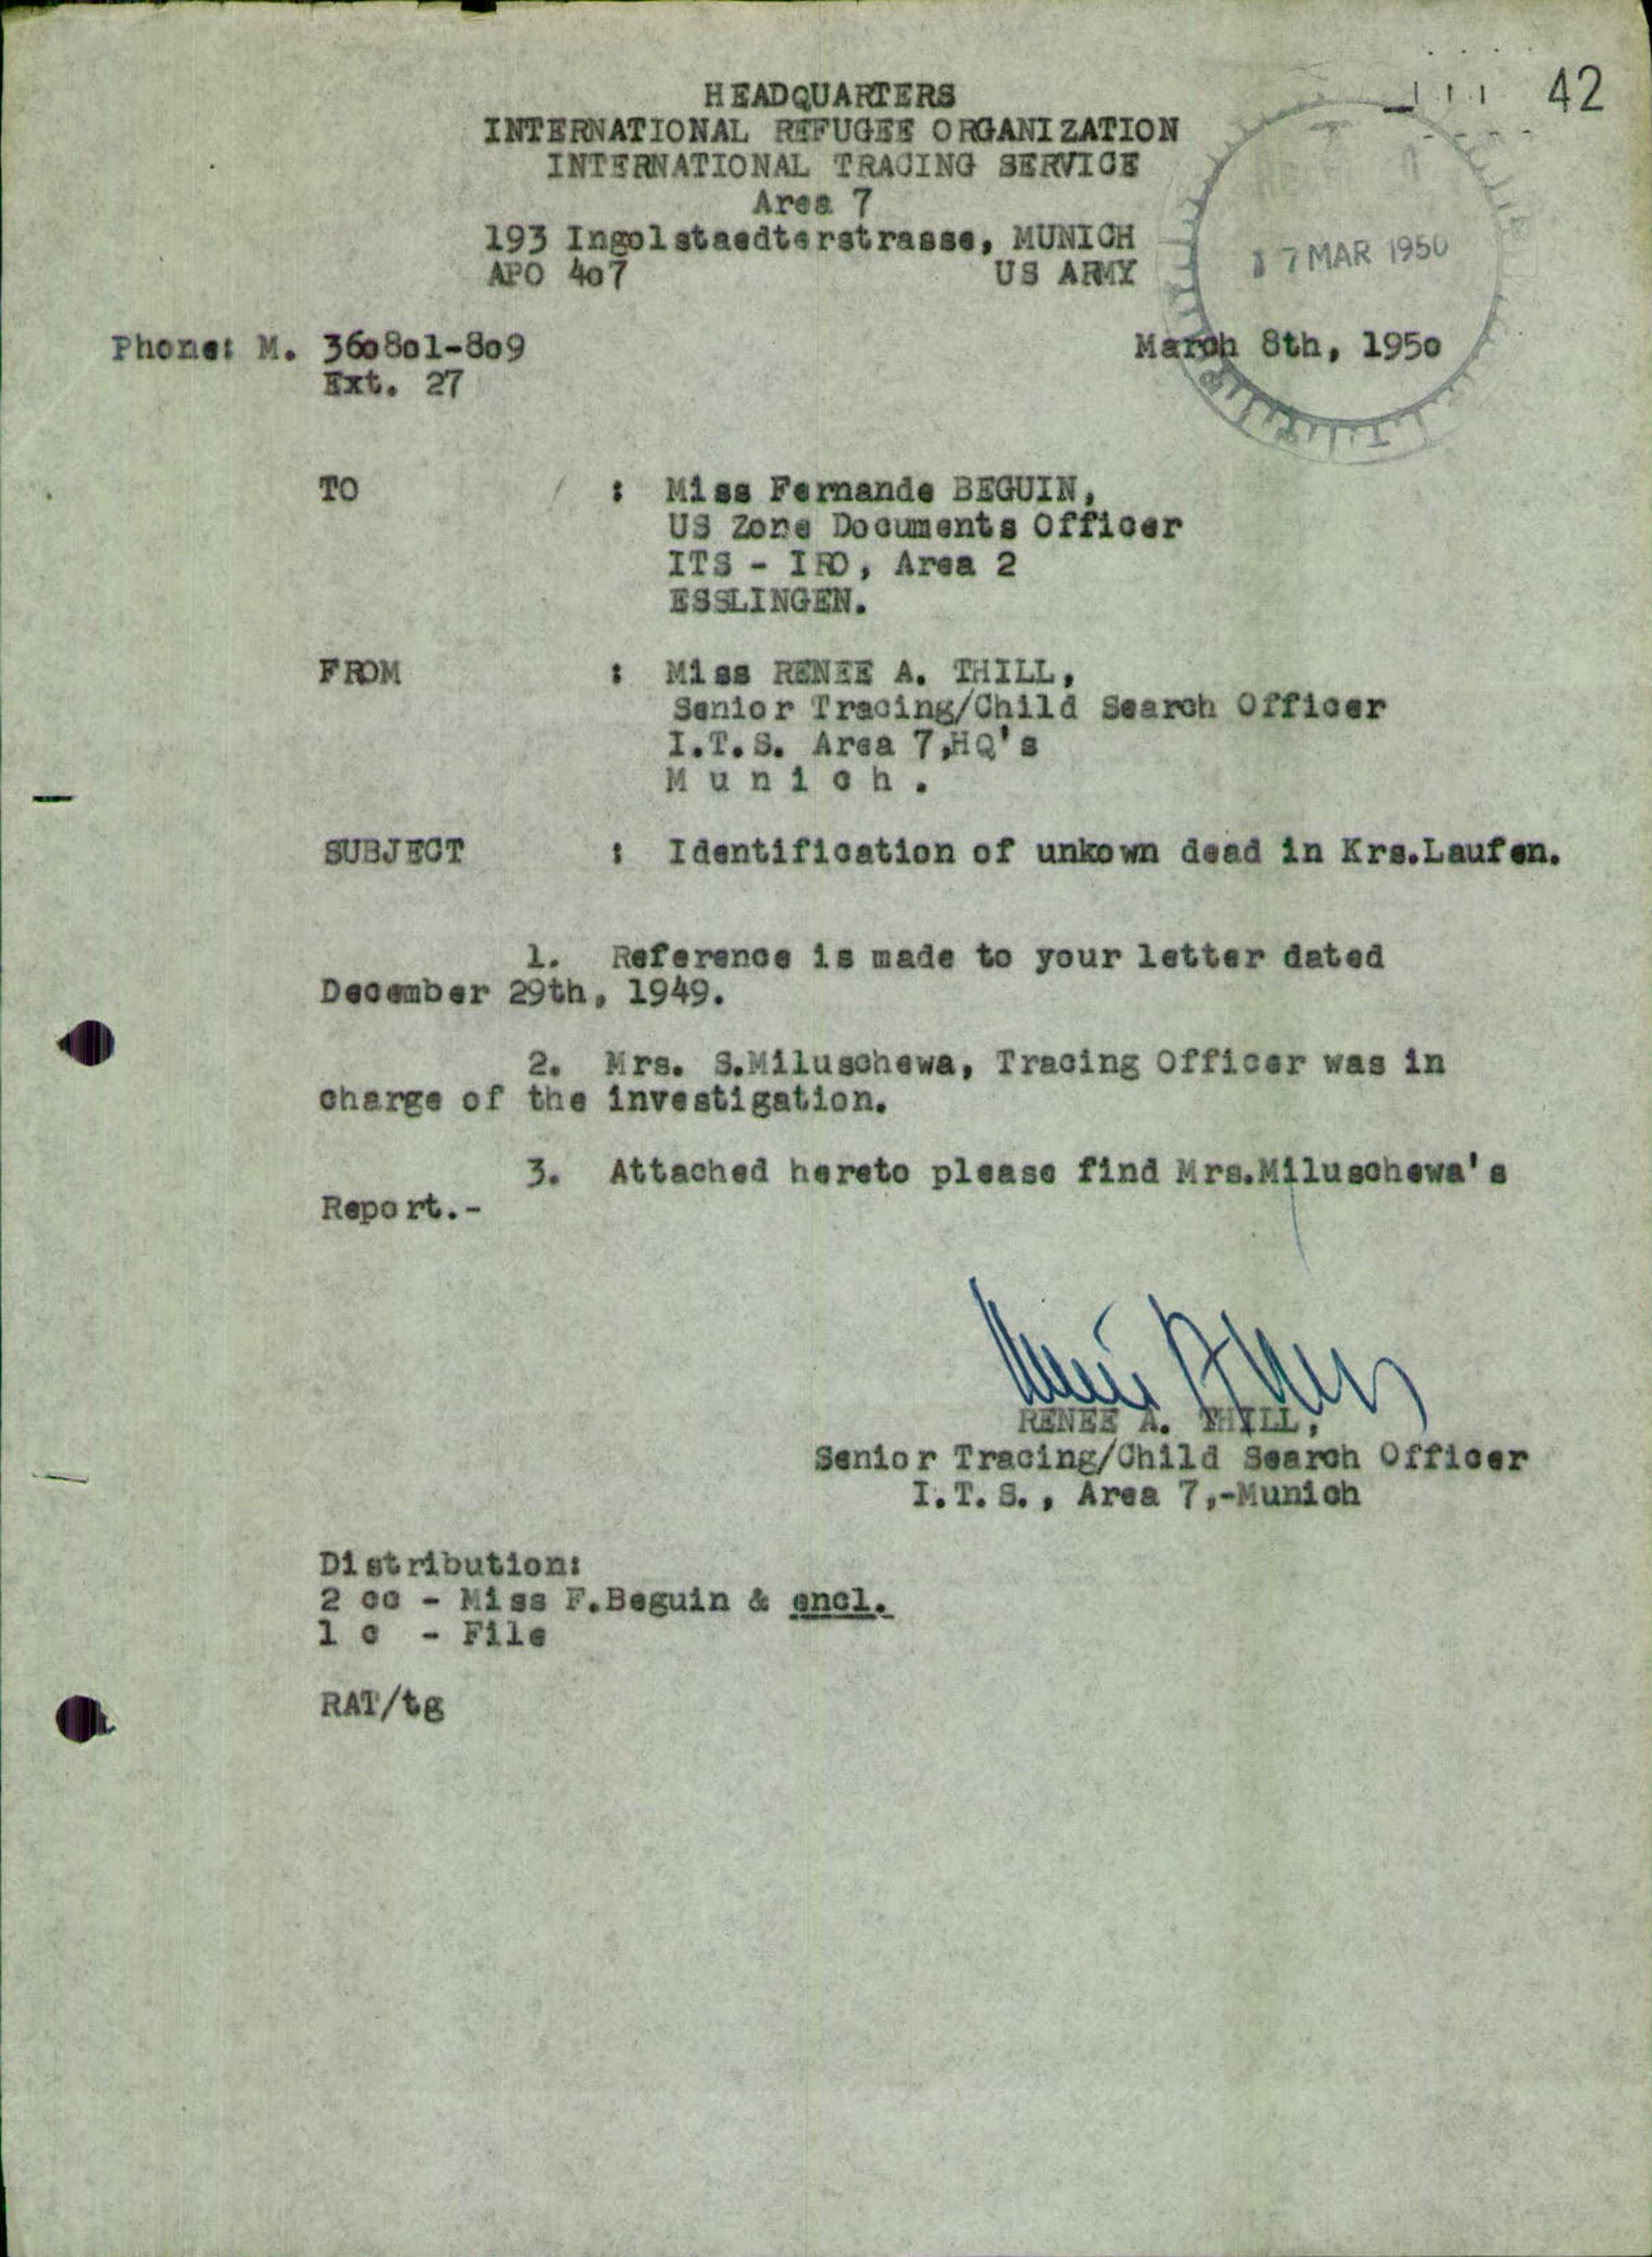 42
HEADQUARTERS
INTERNATIONAL REFUGEE ORGANIZATION
INTERNATIONAL TRACING SERVICE
Area 7
193 Ingolstaedterstrasse, MUNICH
APO 407 US ARMY
17 MAR 1950
Phone: M. 360801-809 March 8th, 1950
Ext. 27
TO : Miss Fernande BEGUIN,
US Zone Documents Officer
ITS - IRO, Area 2
ESSLINGEN.
FROM : Miss RENEE A. THILL,
Senior Tracing/Child Search Officer
I.T.S. Area 7,HQ's
Munich.
SUBJECT : Identification of unkown dead in Krs.Laufen.
1. Reference is made to your letter dated
December 29th, 1949.
2. Mrs. S.Miluschewa, Tracing Officer was in
charge of the investigation.
3. Attached hereto please find Mrs.Miluschewa's
Report.-
RENEE A. THILL,
Senior Tracing/Child Search Officer
I.T.S., Area 7,-Munich
Distribution:
2 cc - Miss F.Beguin & encl.
1 c - File
RAT/tg